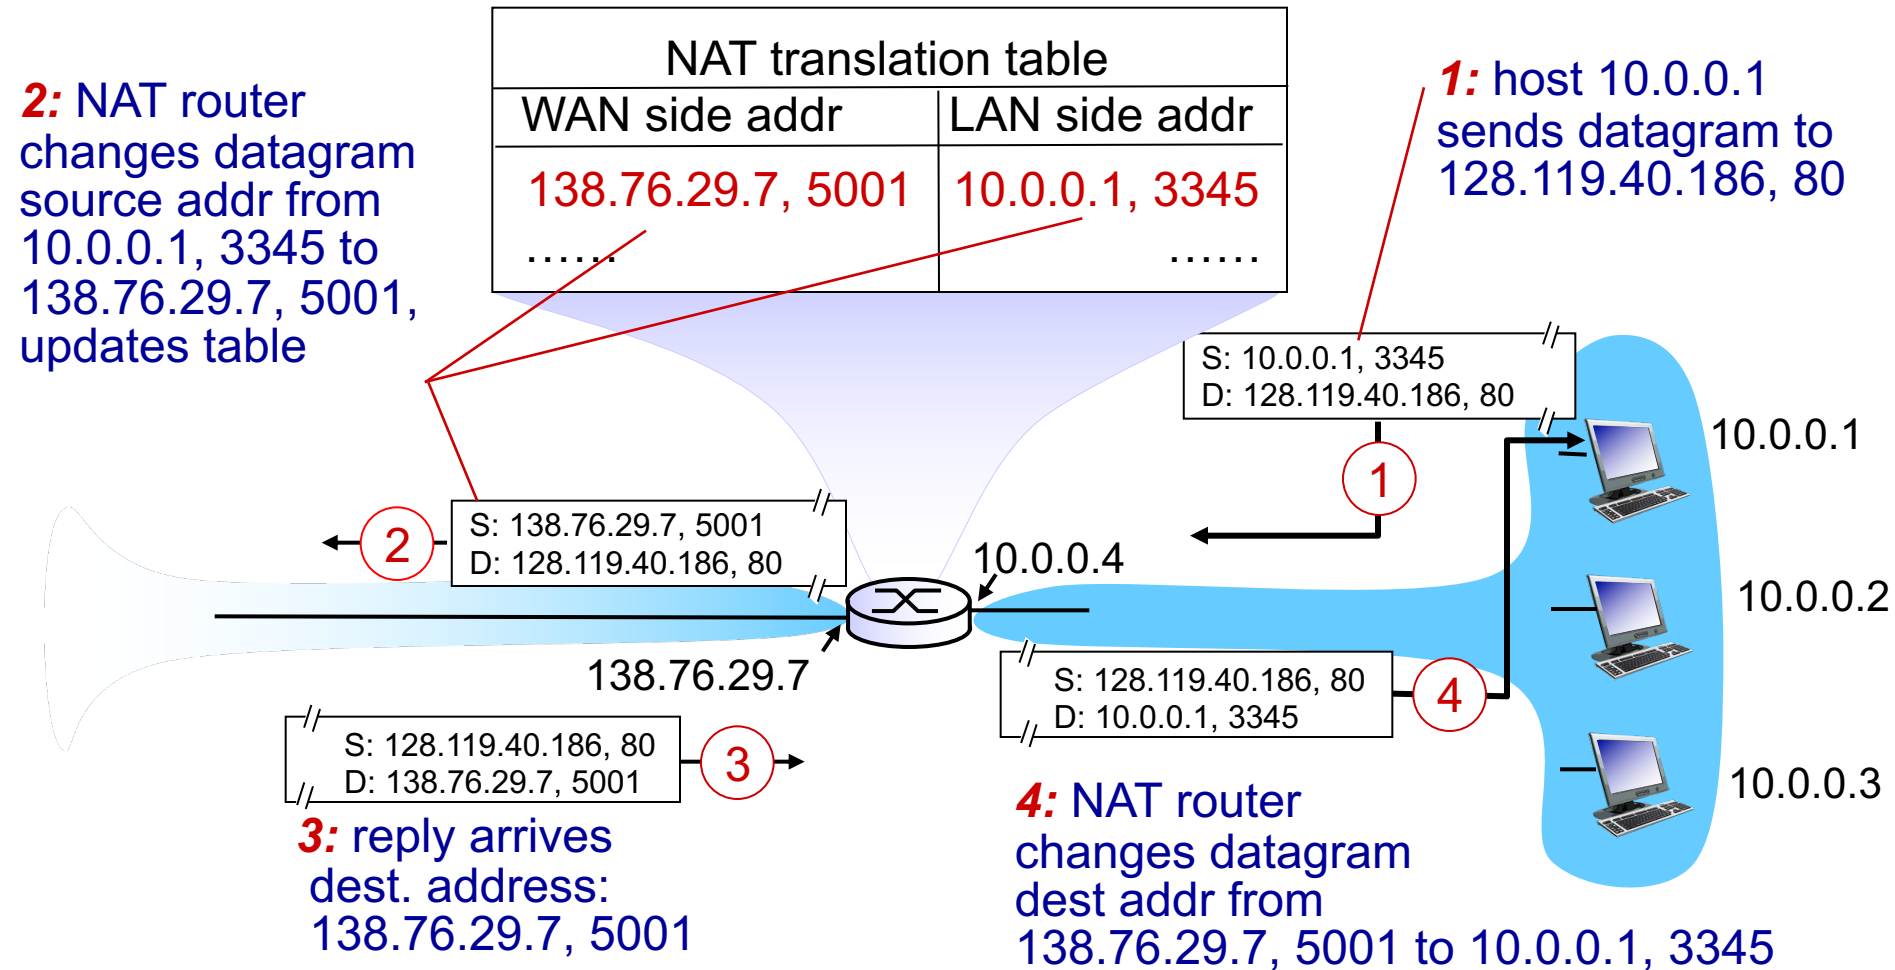 NAT translation table
WAN side addr LAN side addr
138.76.29.7, 5001 10.0.0.1, 3345
...... ......
2: NAT router
changes datagram
source addr from
10.0.0.1, 3345 to
138.76.29.7, 5001,
updates table
1: host 10.0.0.1
sends datagram to
128.119.40.186, 80
S: 10.0.0.1, 3345
D: 128.119.40.186, 80
1
10.0.0.1
S: 138.76.29.7, 5001
D: 128.119.40.186, 80
2
10.0.0.4
10.0.0.2
138.76.29.7
S: 128.119.40.186, 80
D: 10.0.0.1, 3345
4
S: 128.119.40.186, 80
D: 138.76.29.7, 5001
3
10.0.0.3
3: reply arrives
dest. address:
138.76.29.7, 5001
4: NAT router
changes datagram
dest addr from
138.76.29.7, 5001 to 10.0.0.1, 3345